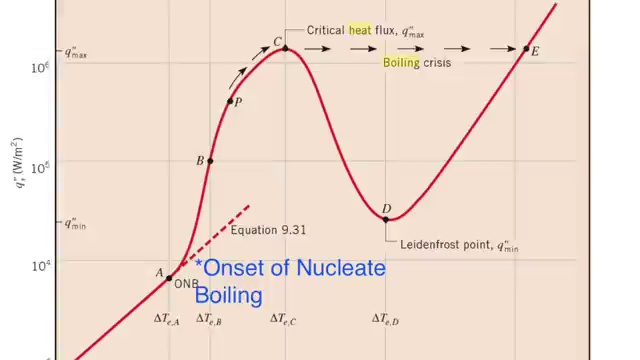 Critical heat flux, q″max
C
q″max
E
10⁶
Boiling crisis
P
q″s (W/m²)
B
10⁵
D
q″min
Equation 9.31
Leidenfrost point, q″min
10⁴
A
*Onset of Nucleate
ONB
Boiling
ΔTe,A ΔTe,B ΔTe,C ΔTe,D